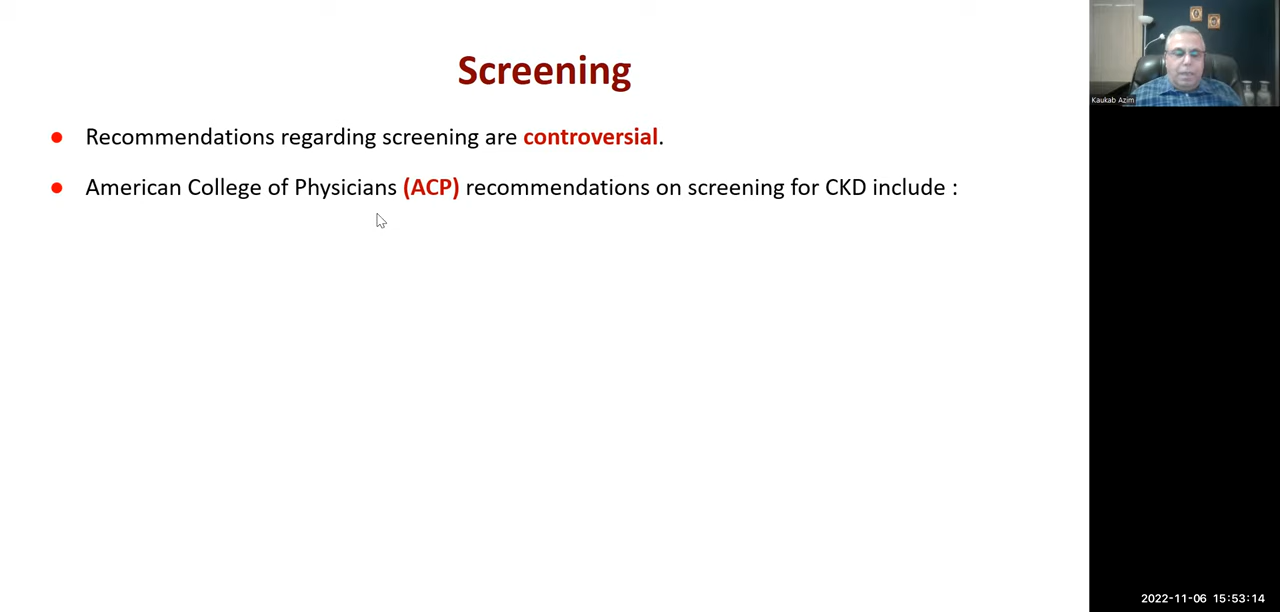 Screening
Recommendations regarding screening are controversial.
American College of Physicians (ACP) recommendations on screening for CKD include :
Kaukab Azim
2022-11-06 15:53:14